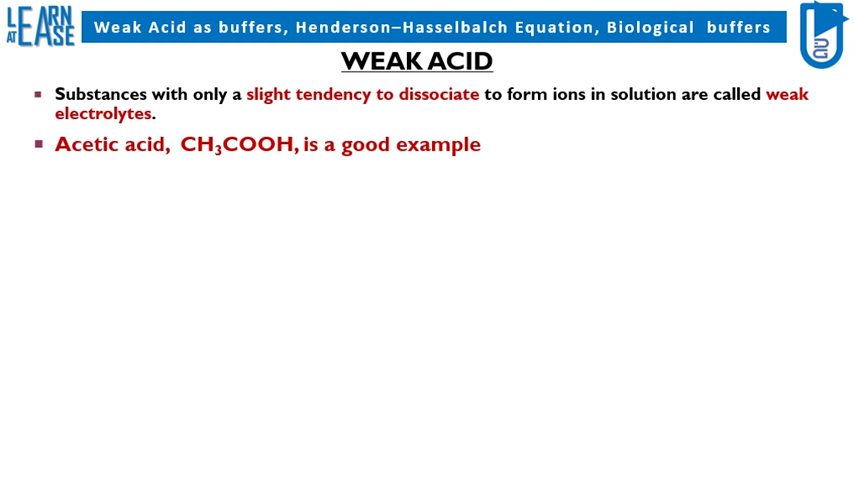 LEARN
AT EASE
Weak Acid as buffers, Henderson–Hasselbalch Equation, Biological buffers
WEAK ACID
Substances with only a slight tendency to dissociate to form ions in solution are called weak
electrolytes.
Acetic acid, CH₃COOH, is a good example